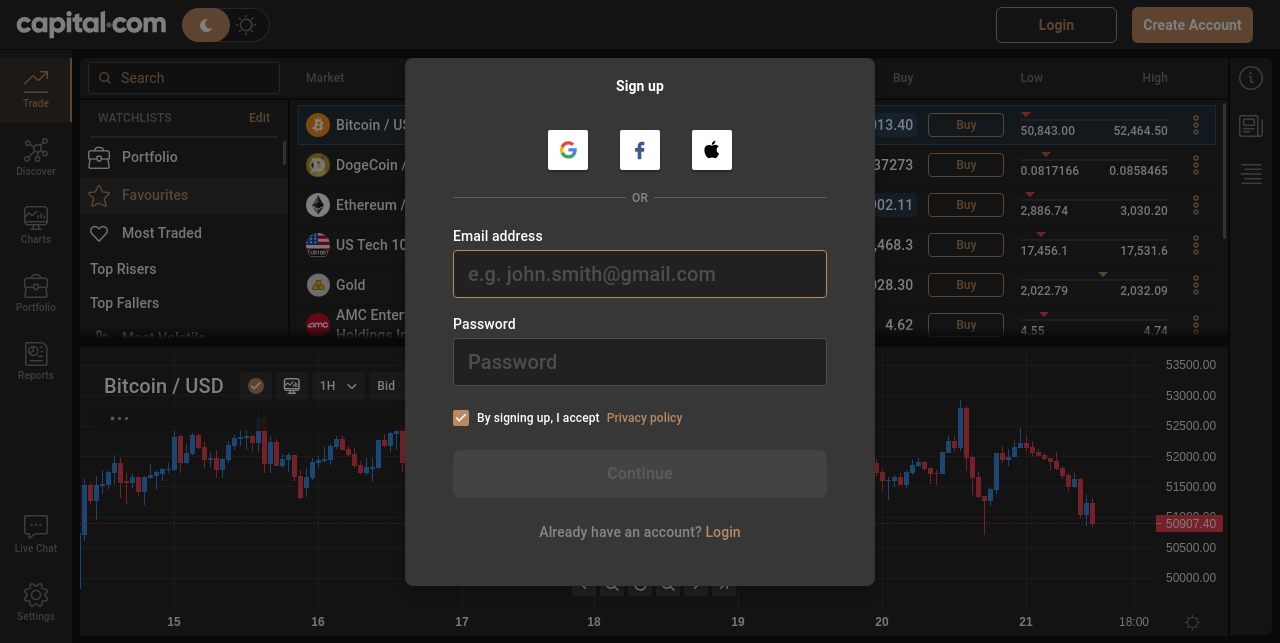 capital.com
Login
Create Account
Trade
Discover
Charts
Portfolio
Reports
Live Chat
Settings
Search
WATCHLISTS Edit
Portfolio
Favourites
Most Traded
Top Risers
Top Fallers
Most Volatile
Market Buy Low High
Bitcoin / US 013.40 Buy 50,843.00 52,464.50
DogeCoin / 37273 Buy 0.0817166 0.0858465
Ethereum / 02.11 Buy 2,886.74 3,030.20
US100
US Tech 10 ,468.3 Buy 17,456.1 17,531.6
Gold 028.30 Buy 2,022.79 2,032.09
amc
AMC Enter
Holdings In 4.62 Buy 4.55 4.74
Sign up
OR
Email address
e.g. john.smith@gmail.com
Password
Password
By signing up, I accept Privacy policy
Continue
Already have an account? Login
Bitcoin / USD 1H Bid
53500.00
53000.00
52500.00
52000.00
51500.00
51000.00
50907.40
50500.00
50000.00
15 16 17 18 19 20 21 18:00